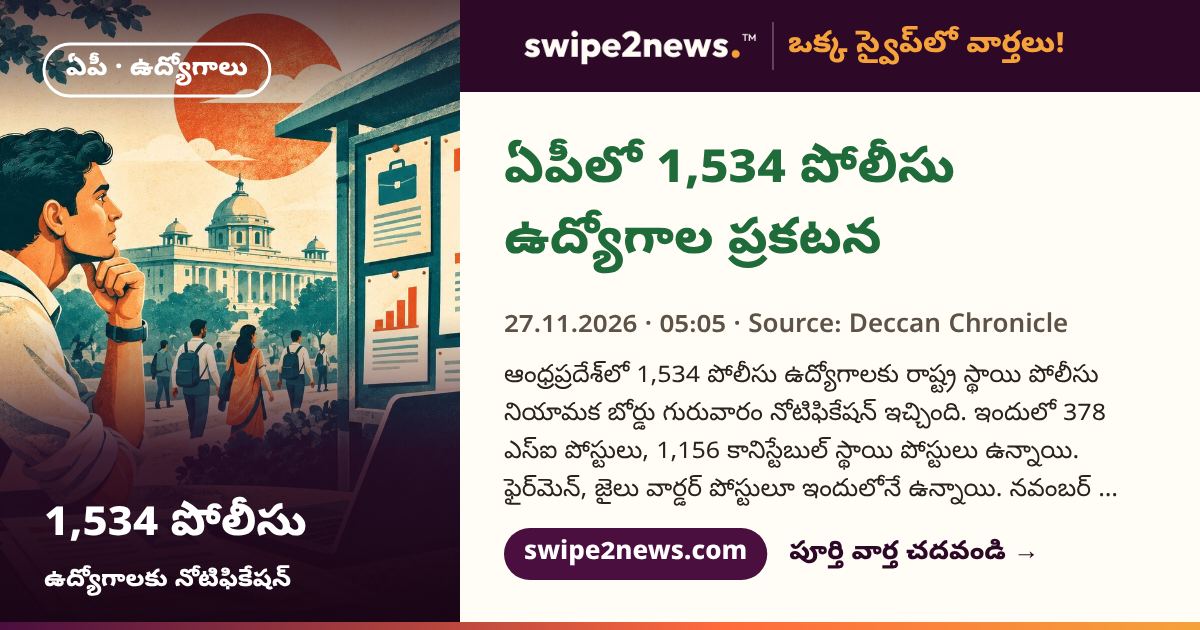 ఏపీ · ఉద్యోగాలు
swipe2news.™
ఒక్క స్వైప్‌లో వార్తలు!
ఏపీలో 1,534 పోలీసు
ఉద్యోగాల ప్రకటన
27.11.2026 · 05:05 · Source: Deccan Chronicle
ఆంధ్రప్రదేశ్‌లో 1,534 పోలీసు ఉద్యోగాలకు రాష్ట్ర స్థాయి పోలీసు
నియామక బోర్డు గురువారం నోటిఫికేషన్ ఇచ్చింది. ఇందులో 378
ఎస్ఐ పోస్టులు, 1,156 కానిస్టేబుల్ స్థాయి పోస్టులు ఉన్నాయి.
ఫైర్‌మెన్, జైలు వార్డర్ పోస్టులూ ఇందులోనే ఉన్నాయి. నవంబర్ ...
1,534 పోలీసు
ఉద్యోగాలకు నోటిఫికేషన్
swipe2news.com
పూర్తి వార్త చదవండి →